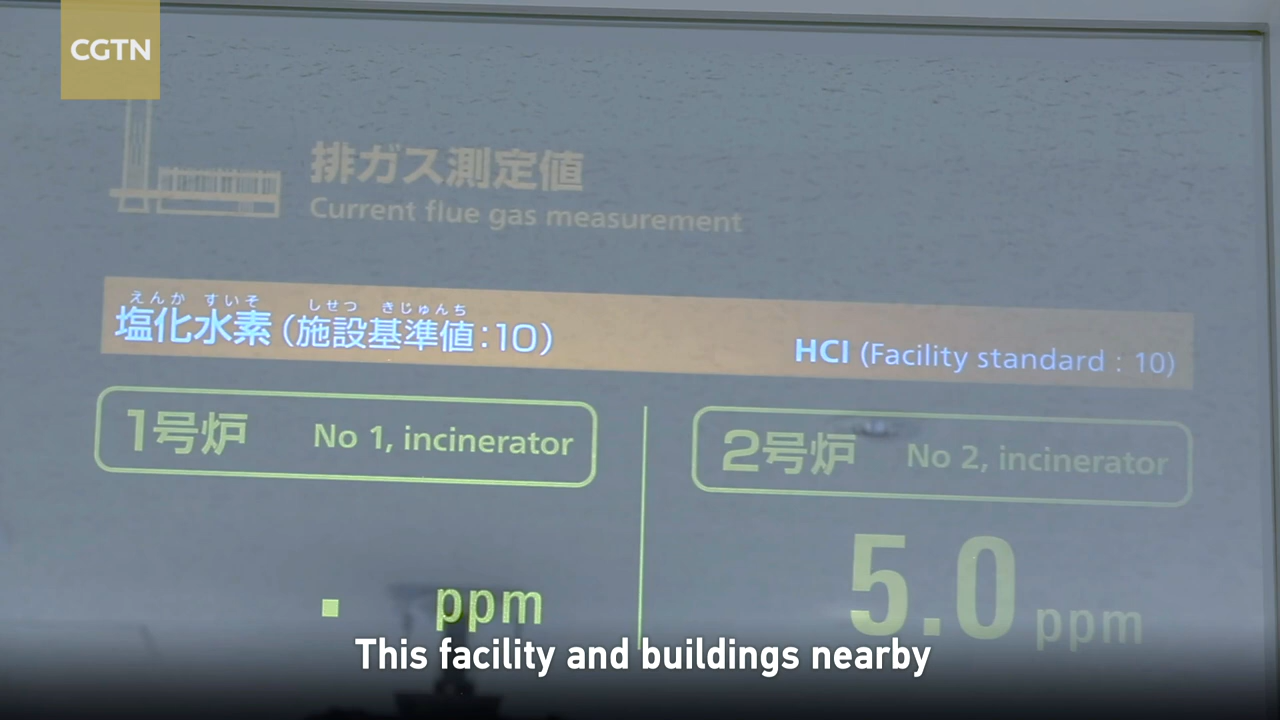 CGTN
排ガス測定値
Current flue gas measurement
えんか すいそ しせつ きじゅんち
塩化水素 (施設基準値:10)
HCl (Facility standard : 10)
1号炉 No 1, incinerator
2号炉 No 2, incinerator
. ppm
5.0 ppm
This facility and buildings nearby